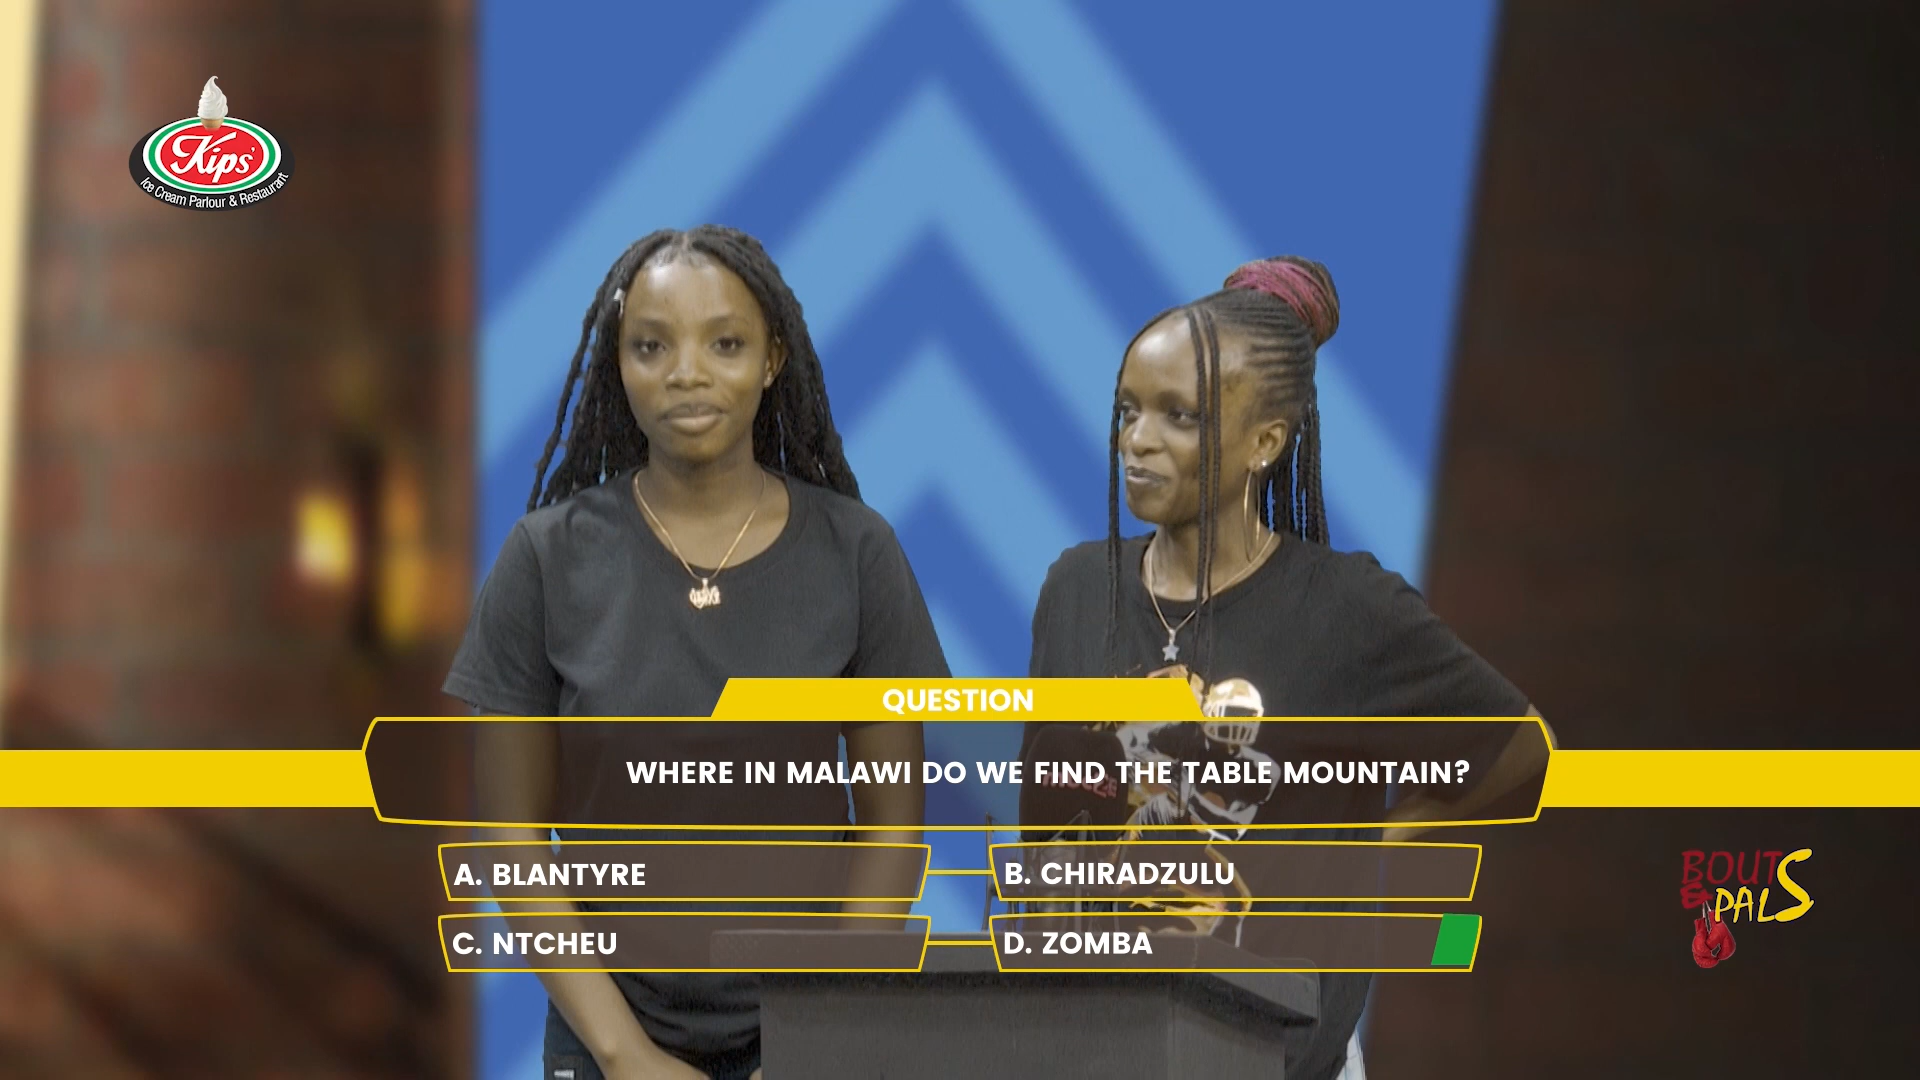 Kips'
Ice Cream Parlour & Restaurant
QUESTION
WHERE IN MALAWI DO WE FIND THE TABLE MOUNTAIN?
A. BLANTYRE
B. CHIRADZULU
C. NTCHEU
D. ZOMBA
BOUTS
& PALS